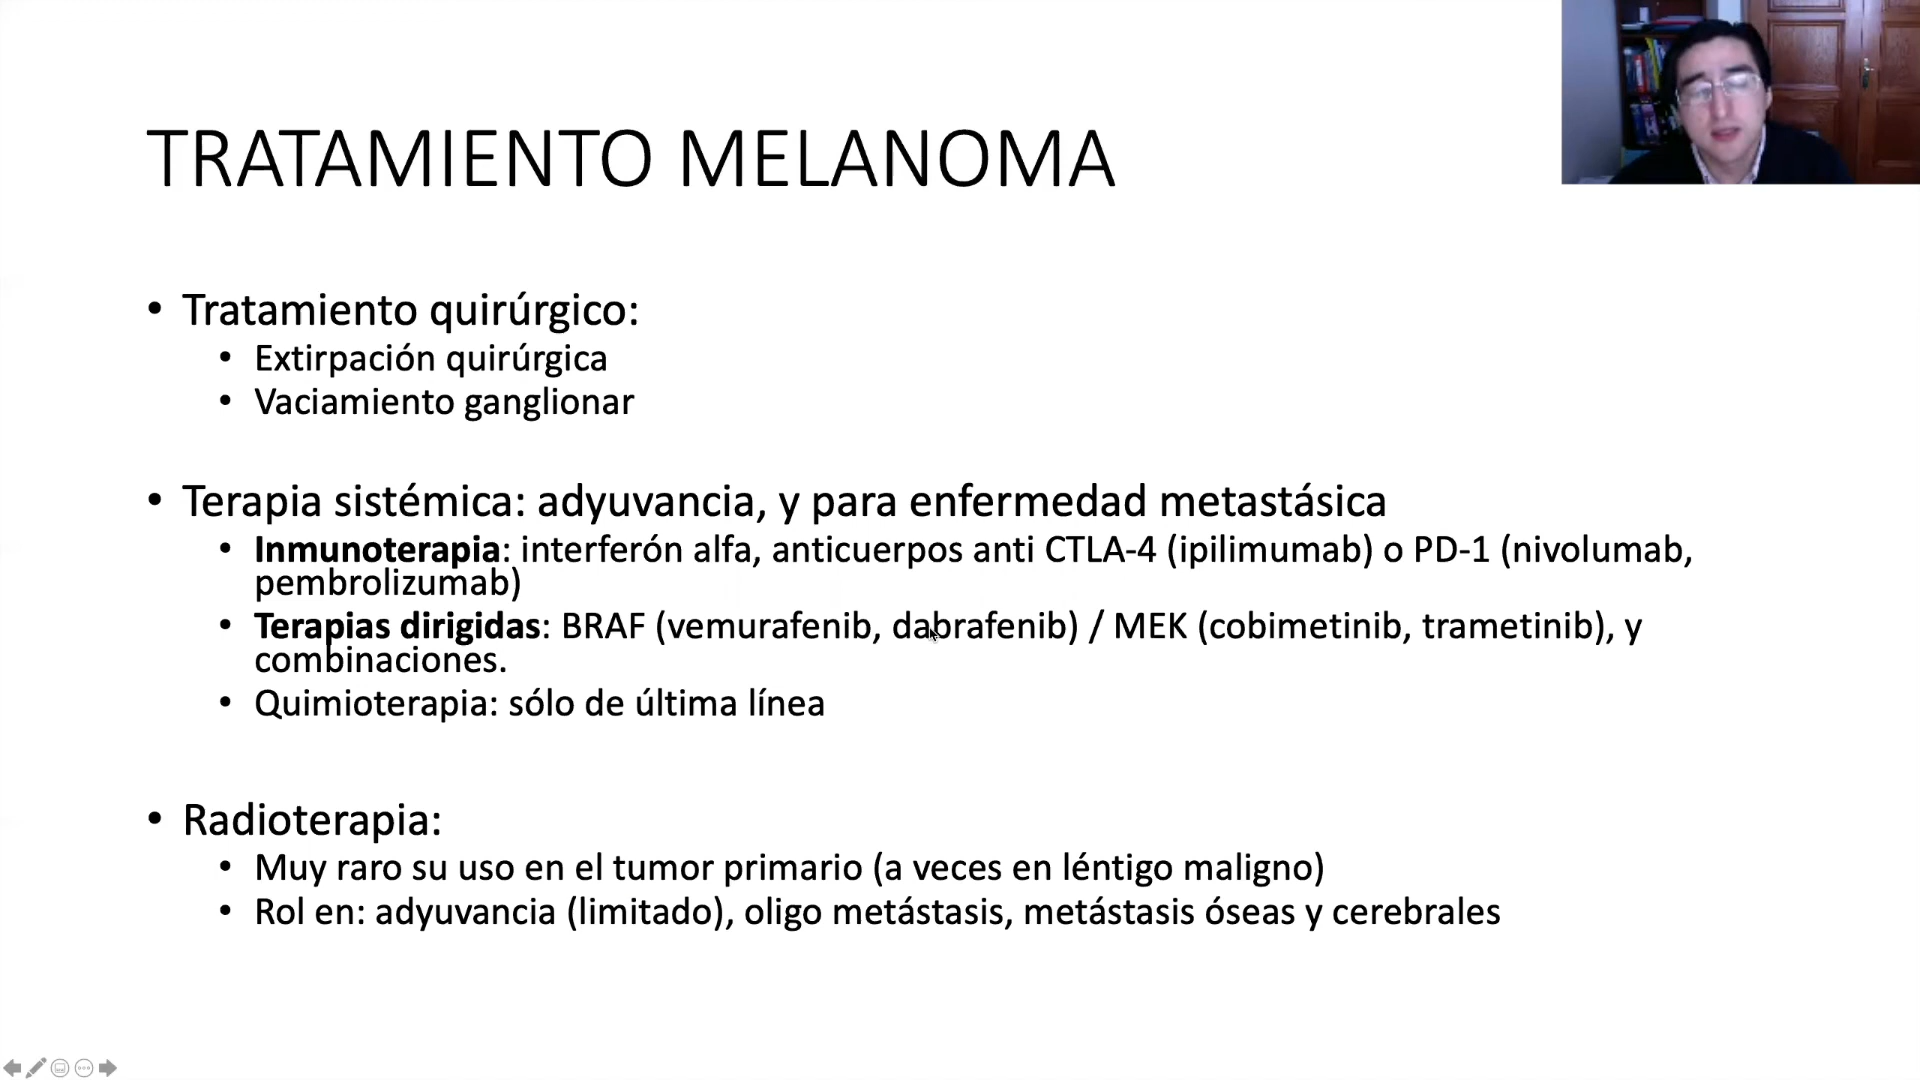 TRATAMIENTO MELANOMA
• Tratamiento quirúrgico:
• Extirpación quirúrgica
• Vaciamiento ganglionar
• Terapia sistémica: adyuvancia, y para enfermedad metastásica
• Inmunoterapia: interferón alfa, anticuerpos anti CTLA-4 (ipilimumab) o PD-1 (nivolumab,
pembrolizumab)
• Terapias dirigidas: BRAF (vemurafenib, dabrafenib) / MEK (cobimetinib, trametinib), y
combinaciones.
• Quimioterapia: sólo de última línea
• Radioterapia:
• Muy raro su uso en el tumor primario (a veces en léntigo maligno)
• Rol en: adyuvancia (limitado), oligo metástasis, metástasis óseas y cerebrales